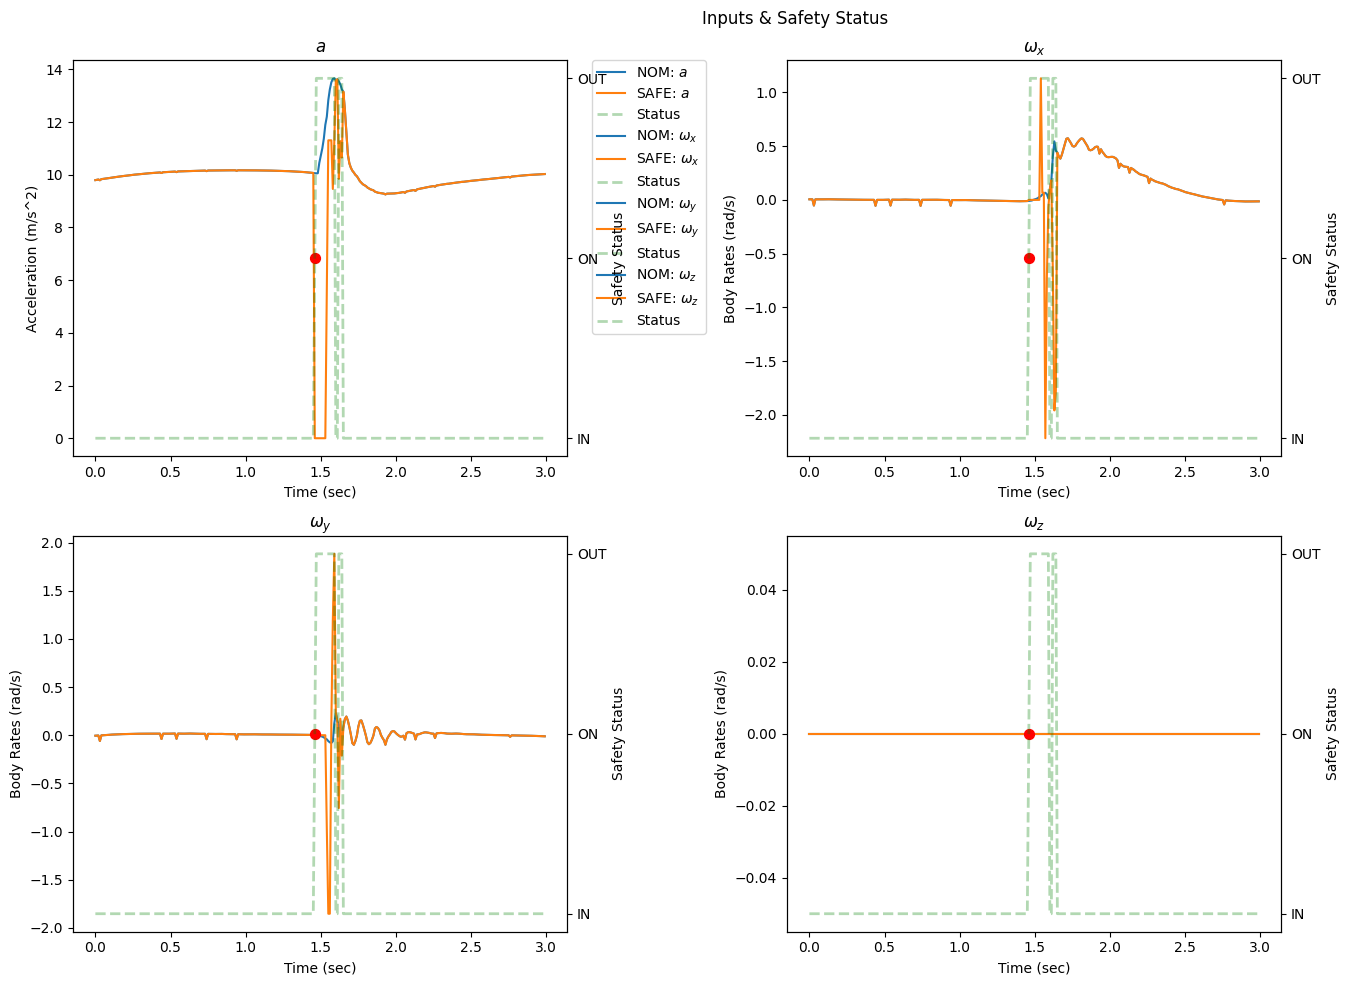 Inputs & Safety Status
a
14
12
10
8
6
4
2
0
Acceleration (m/s^2)
0.0 0.5 1.0 1.5 2.0 2.5 3.0
Time (sec)
OUT
ON
IN
Safety Status
NOM: a
SAFE: a
Status
NOM: ωx
SAFE: ωx
Status
NOM: ωy
SAFE: ωy
Status
NOM: ωz
SAFE: ωz
Status
ωx
1.0
0.5
0.0
−0.5
−1.0
−1.5
−2.0
Body Rates (rad/s)
0.0 0.5 1.0 1.5 2.0 2.5 3.0
Time (sec)
OUT
ON
IN
Safety Status
ωy
2.0
1.5
1.0
0.5
0.0
−0.5
−1.0
−1.5
−2.0
Body Rates (rad/s)
0.0 0.5 1.0 1.5 2.0 2.5 3.0
Time (sec)
OUT
ON
IN
Safety Status
ωz
0.04
0.02
0.00
−0.02
−0.04
Body Rates (rad/s)
0.0 0.5 1.0 1.5 2.0 2.5 3.0
Time (sec)
OUT
ON
IN
Safety Status